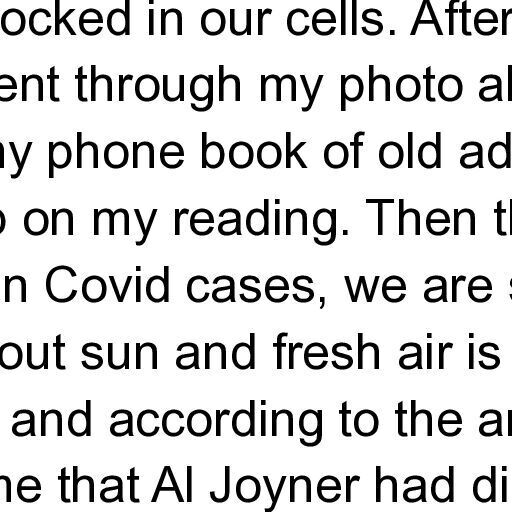 ocked in our cells. After
ent through my photo al
ny phone book of old ad
on my reading. Then th
n Covid cases, we are s
out sun and fresh air is
and according to the ar
me that Al Joyner had di